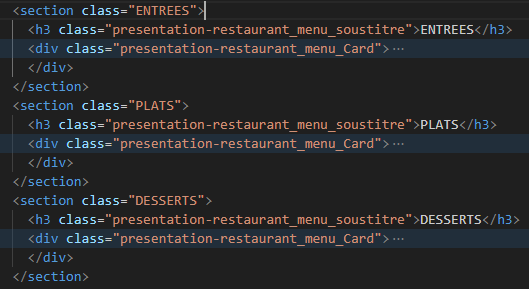 <section class="ENTREES">
<h3 class="presentation-restaurant_menu_soustitre">ENTREES</h3>
<div class="presentation-restaurant_menu_Card">…
</div>
</section>
<section class="PLATS">
<h3 class="presentation-restaurant_menu_soustitre">PLATS</h3>
<div class="presentation-restaurant_menu_Card">…
</div>
</section>
<section class="DESSERTS">
<h3 class="presentation-restaurant_menu_soustitre">DESSERTS</h3>
<div class="presentation-restaurant_menu_Card">…
</div>
</section>